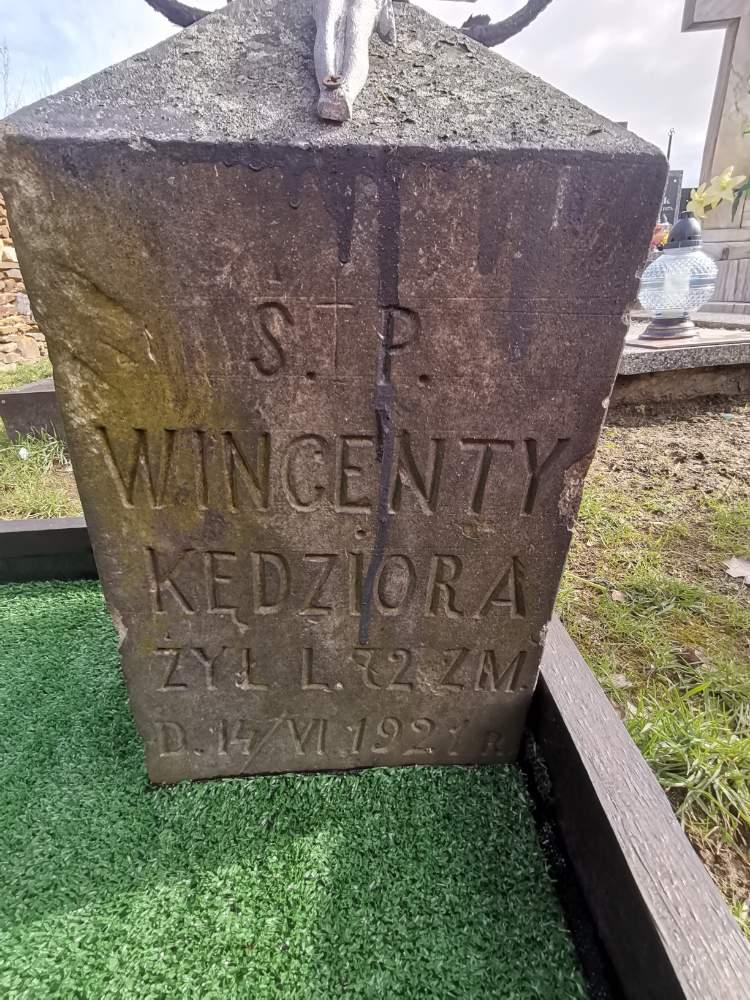 Ś. † P.
WINCENTY
KĘDZIORA
ŻYŁ L. 72 ZM.
D. 14/VI 1921 R